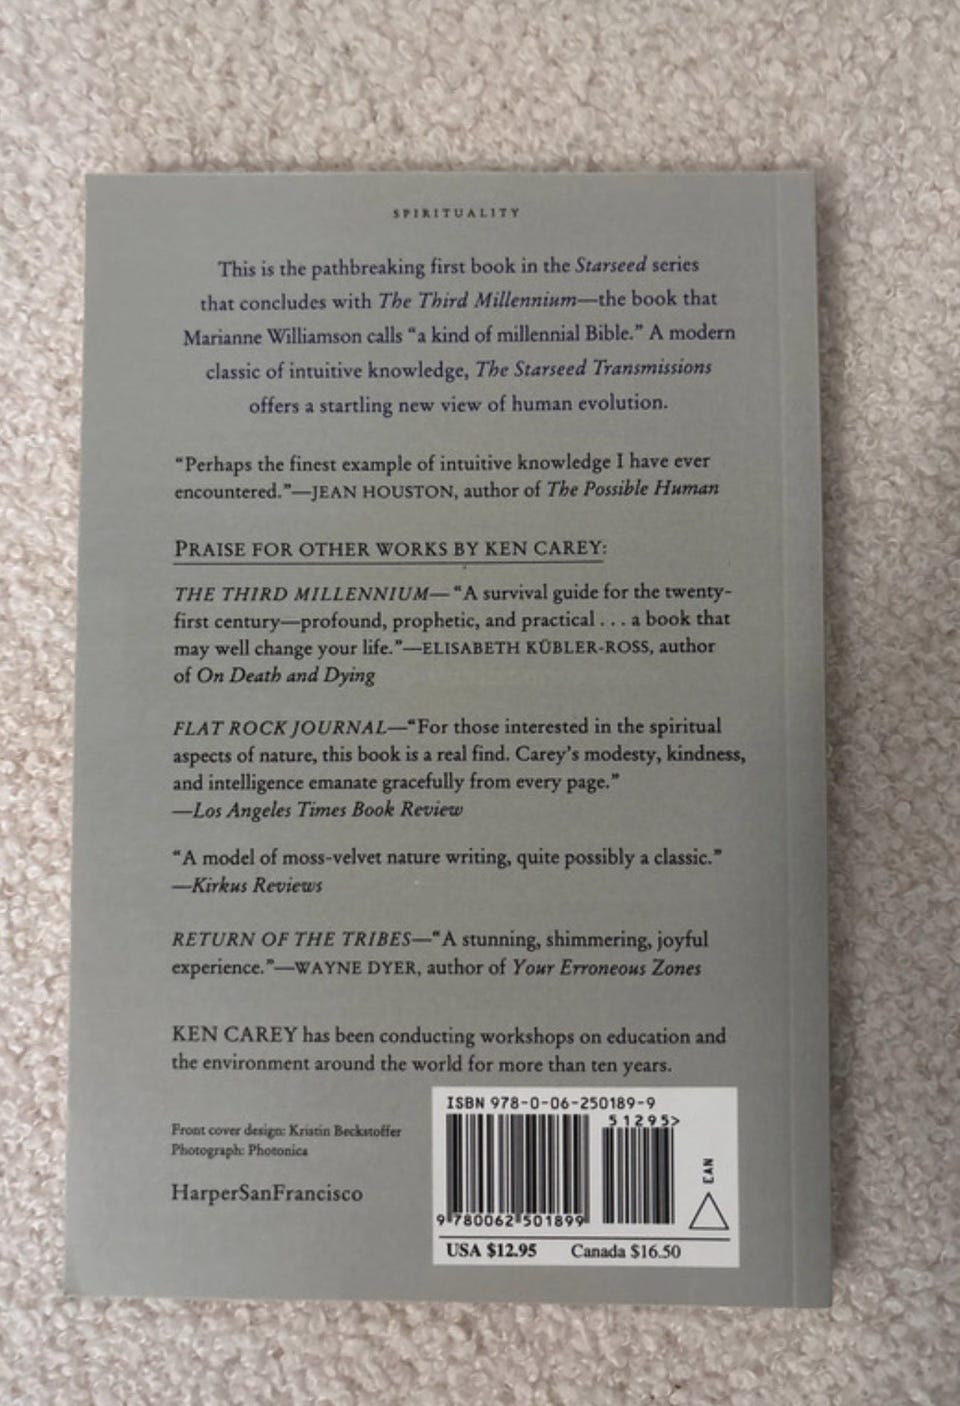 SPIRITUALITY
This is the pathbreaking first book in the Starseed series
that concludes with The Third Millennium—the book that
Marianne Williamson calls “a kind of millennial Bible.” A modern
classic of intuitive knowledge, The Starseed Transmissions
offers a startling new view of human evolution.
“Perhaps the finest example of intuitive knowledge I have ever
encountered.”—JEAN HOUSTON, author of The Possible Human
PRAISE FOR OTHER WORKS BY KEN CAREY:
THE THIRD MILLENNIUM—“A survival guide for the twenty-
first century—profound, prophetic, and practical . . . a book that
may well change your life.”—ELISABETH KÜBLER-ROSS, author
of On Death and Dying
FLAT ROCK JOURNAL—“For those interested in the spiritual
aspects of nature, this book is a real find. Carey’s modesty, kindness,
and intelligence emanate gracefully from every page.”
—Los Angeles Times Book Review
“A model of moss-velvet nature writing, quite possibly a classic.”
—Kirkus Reviews
RETURN OF THE TRIBES—“A stunning, shimmering, joyful
experience.”—WAYNE DYER, author of Your Erroneous Zones
KEN CAREY has been conducting workshops on education and
the environment around the world for more than ten years.
Front cover design: Kristin Beckstoffer
Photograph: Photonica
HarperSanFrancisco
ISBN 978-0-06-250189-9
51295>
EAN
9 780062 501899
USA $12.95 Canada $16.50